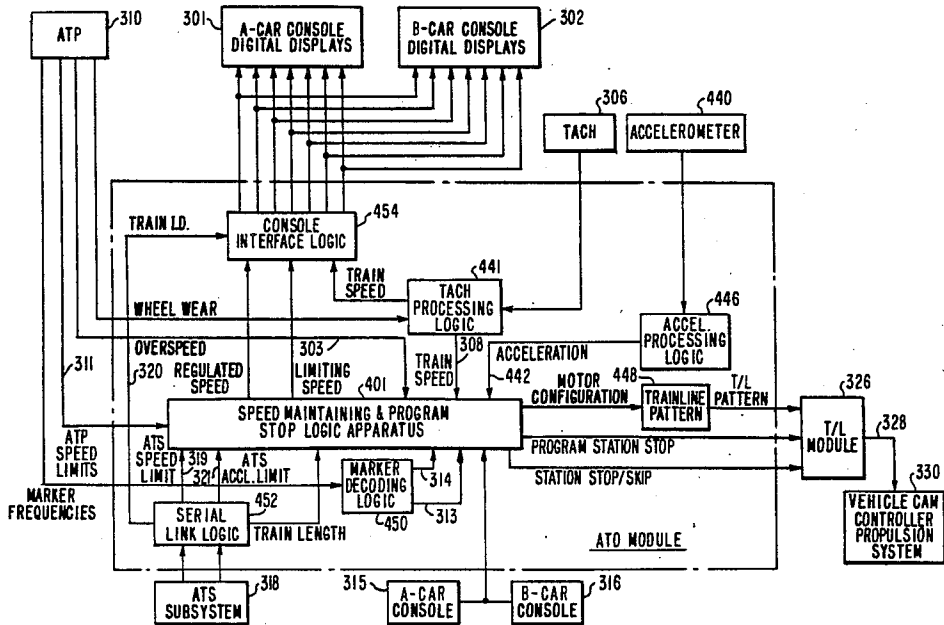 301
302
310
ATP
A-CAR CONSOLE
DIGITAL DISPLAYS
B-CAR CONSOLE
DIGITAL DISPLAYS
306
440
TACH
ACCELEROMETER
454
TRAIN I.D.
CONSOLE
INTERFACE LOGIC
441
TRAIN
SPEED
TACH
PROCESSING
LOGIC
446
WHEEL WEAR
ACCEL.
PROCESSING
LOGIC
303
308
311
320
OVERSPEED
REGULATED
SPEED
LIMITING
SPEED
401
TRAIN
SPEED
ACCELERATION
442
MOTOR
CONFIGURATION
448
TRAINLINE
PATTERN
T/L
PATTERN
326
SPEED MAINTAINING & PROGRAM
STOP LOGIC APPARATUS
T/L
MODULE
328
PROGRAM STATION STOP
ATP
SPEED
LIMITS
ATS
SPEED
LIMIT
319
321
ATS
ACCL. LIMIT
314
STATION STOP/SKIP
330
MARKER
FREQUENCIES
MARKER
DECODING
LOGIC
313
450
452
SERIAL
LINK LOGIC
TRAIN LENGTH
VEHICLE CAM
CONTROLLER
PROPULSION
SYSTEM
ATO MODULE
318
ATS
SUBSYSTEM
315
A-CAR
CONSOLE
B-CAR
CONSOLE
316